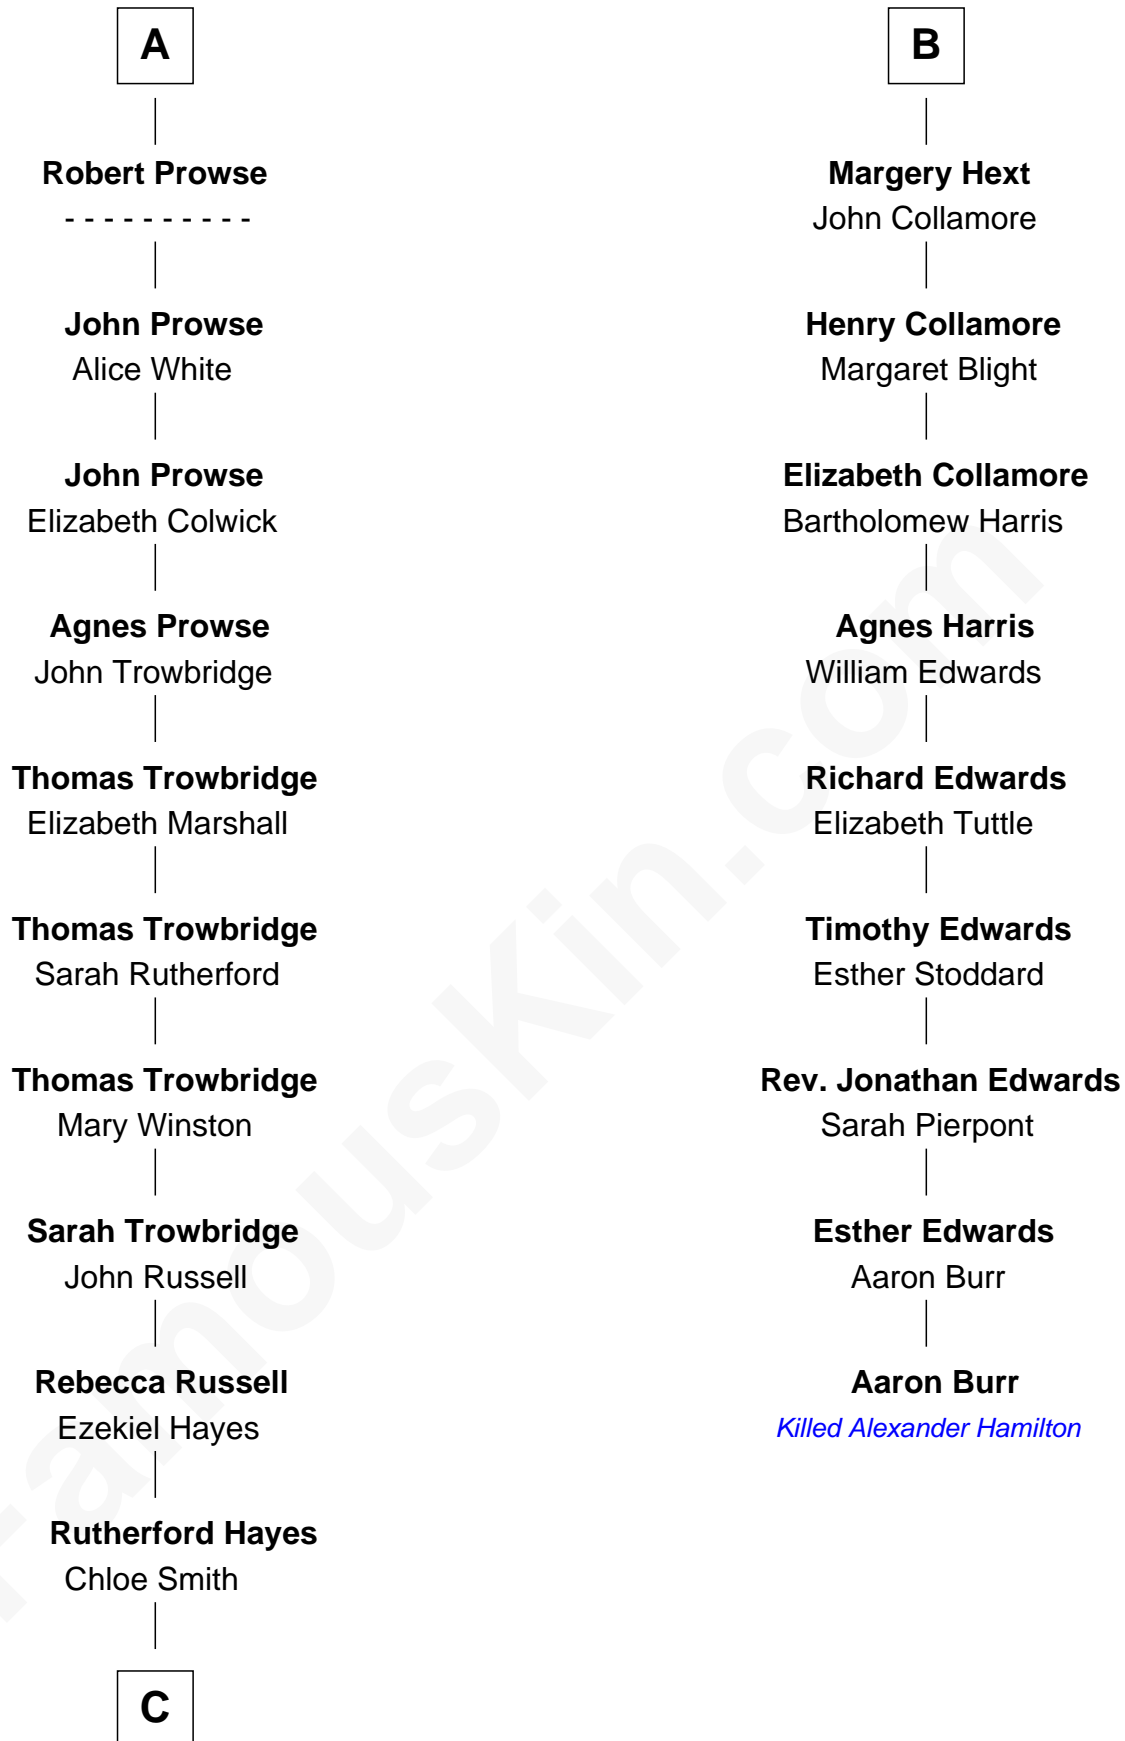 A
Robert Prowse
- - - - - - - - - -
John Prowse
Alice White
John Prowse
Elizabeth Colwick
Agnes Prowse
John Trowbridge
Thomas Trowbridge
Elizabeth Marshall
Thomas Trowbridge
Sarah Rutherford
Thomas Trowbridge
Mary Winston
Sarah Trowbridge
John Russell
Rebecca Russell
Ezekiel Hayes
Rutherford Hayes
Chloe Smith
C
B
Margery Hext
John Collamore
Henry Collamore
Margaret Blight
Elizabeth Collamore
Bartholomew Harris
Agnes Harris
William Edwards
Richard Edwards
Elizabeth Tuttle
Timothy Edwards
Esther Stoddard
Rev. Jonathan Edwards
Sarah Pierpont
Esther Edwards
Aaron Burr
Aaron Burr
Killed Alexander Hamilton
FamousKin.com